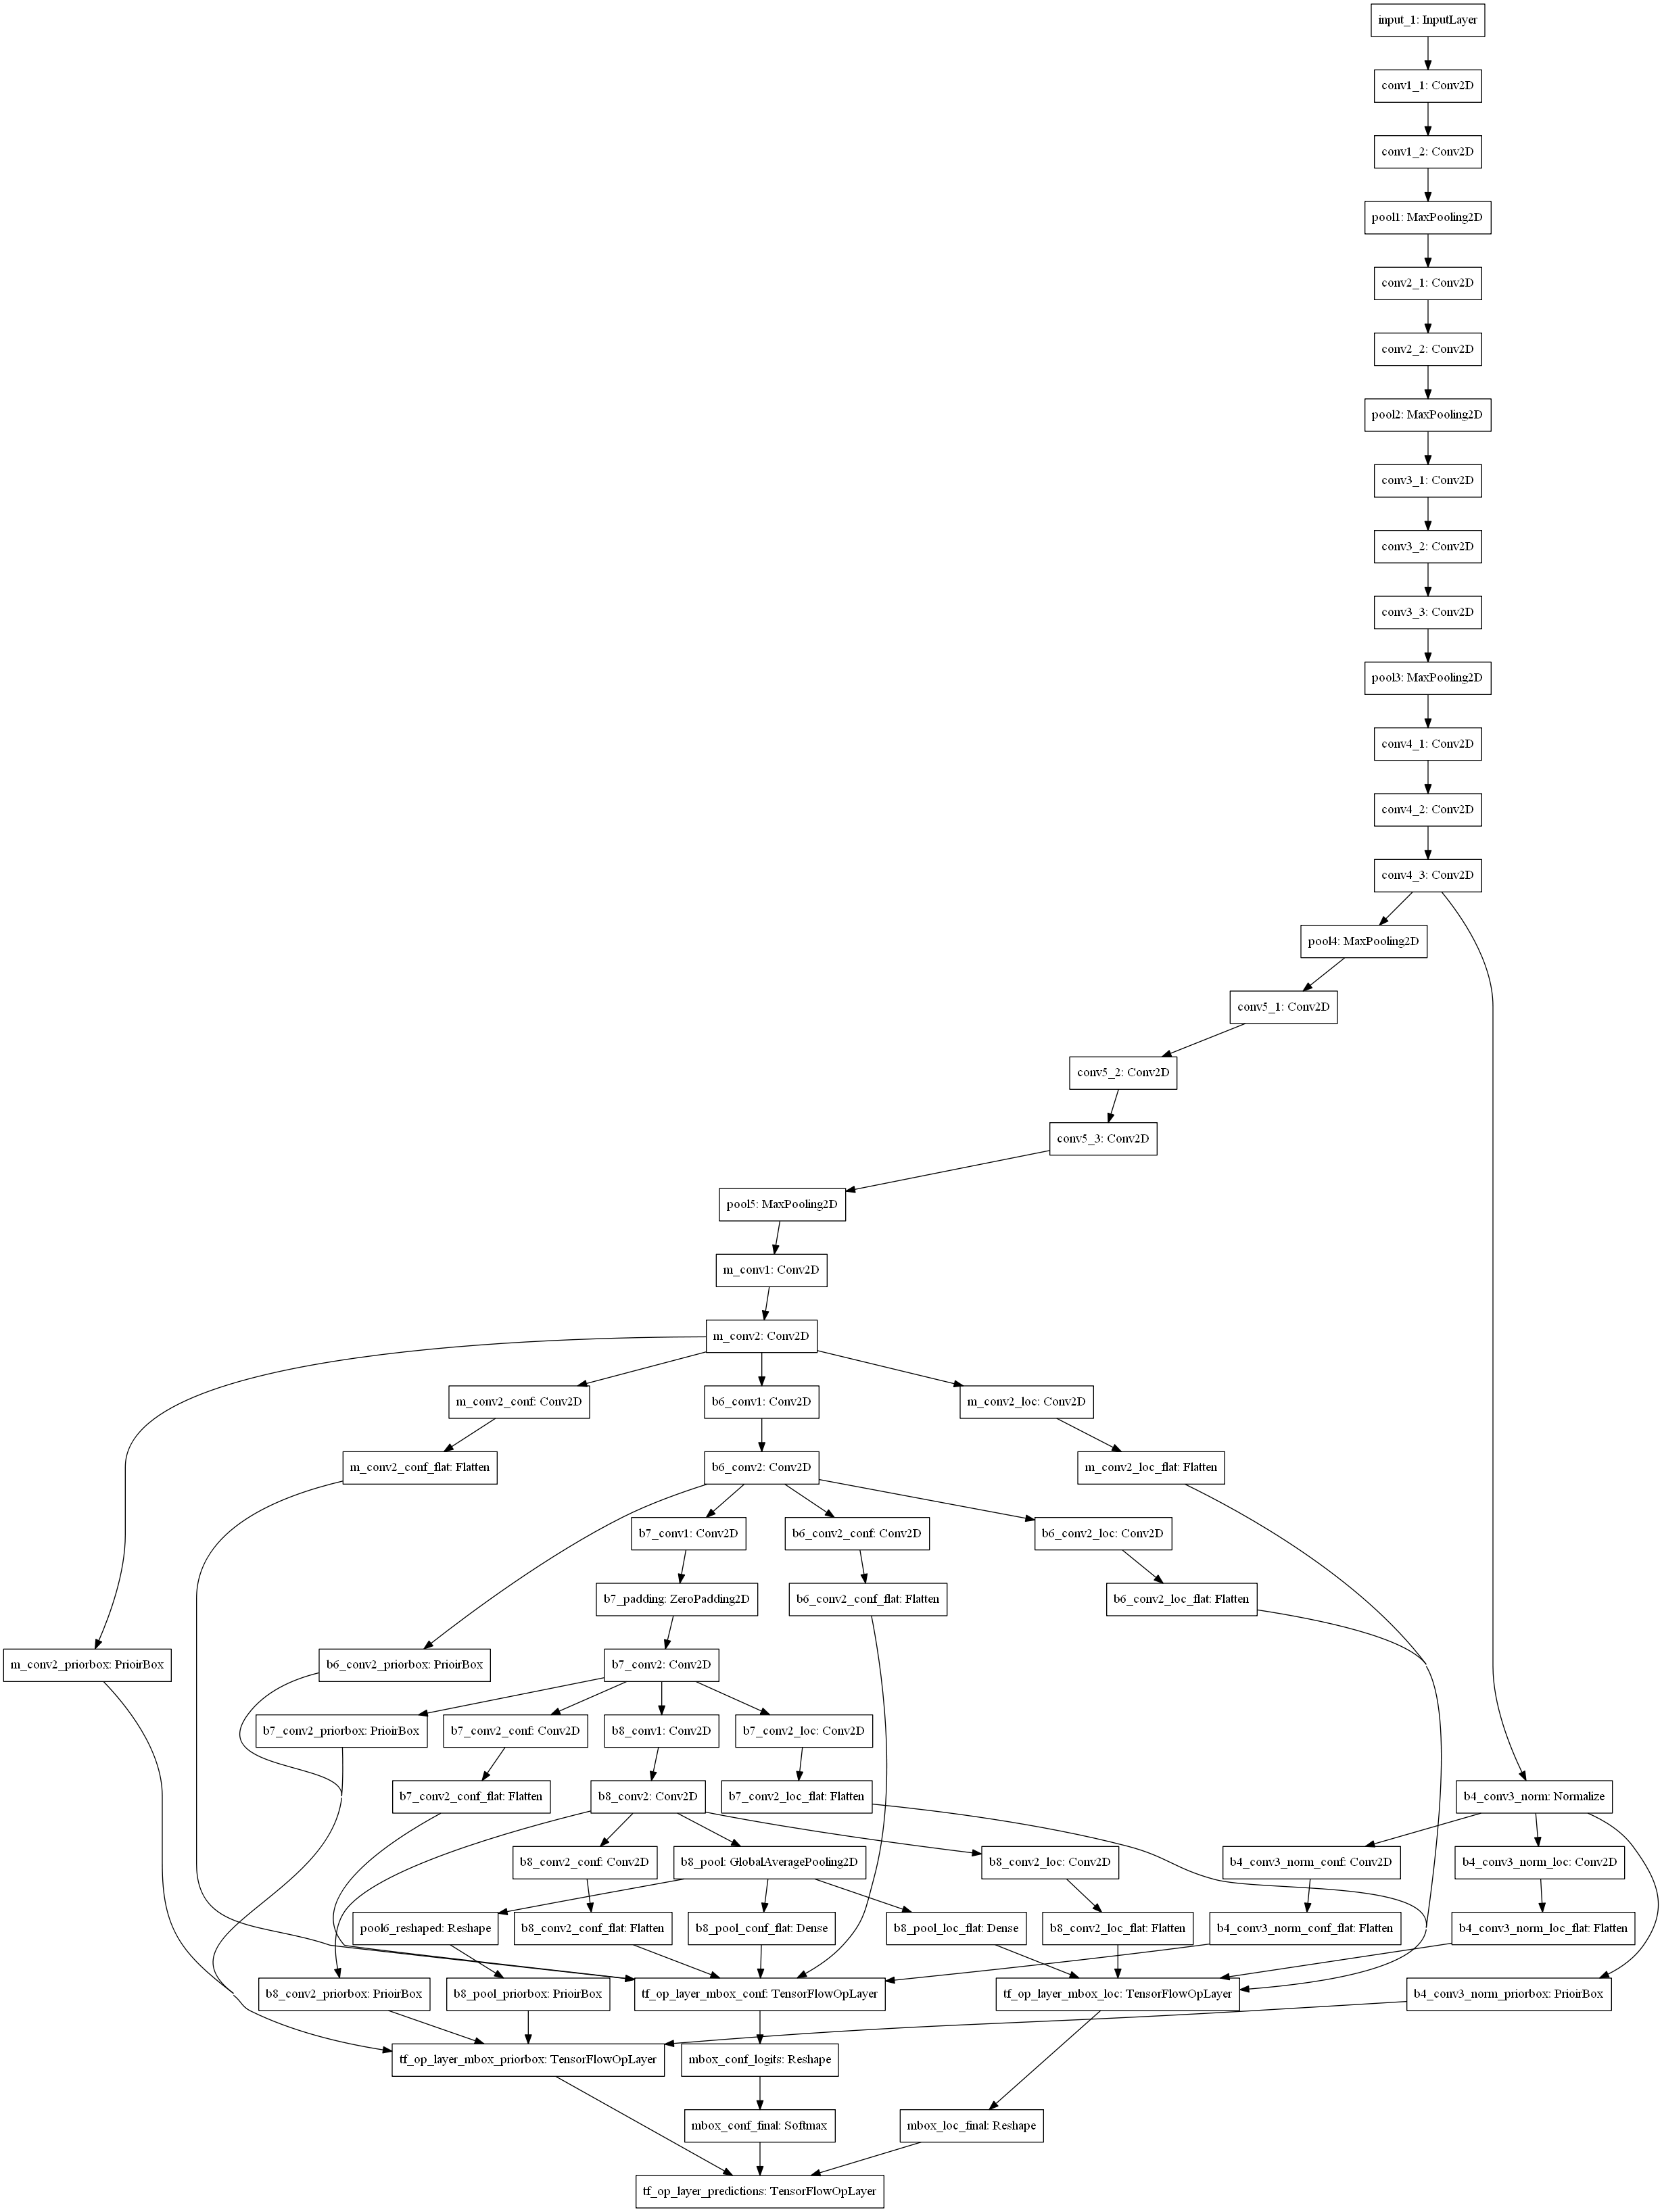 input_1: InputLayer
conv1_1: Conv2D
conv1_2: Conv2D
pool1: MaxPooling2D
conv2_1: Conv2D
conv2_2: Conv2D
pool2: MaxPooling2D
conv3_1: Conv2D
conv3_2: Conv2D
conv3_3: Conv2D
pool3: MaxPooling2D
conv4_1: Conv2D
conv4_2: Conv2D
conv4_3: Conv2D
pool4: MaxPooling2D
conv5_1: Conv2D
conv5_2: Conv2D
conv5_3: Conv2D
pool5: MaxPooling2D
m_conv1: Conv2D
m_conv2: Conv2D
m_conv2_conf: Conv2D
b6_conv1: Conv2D
m_conv2_loc: Conv2D
m_conv2_conf_flat: Flatten
b6_conv2: Conv2D
m_conv2_loc_flat: Flatten
b7_conv1: Conv2D
b6_conv2_conf: Conv2D
b6_conv2_loc: Conv2D
b7_padding: ZeroPadding2D
b6_conv2_conf_flat: Flatten
b6_conv2_loc_flat: Flatten
m_conv2_priorbox: PrioirBox
b6_conv2_priorbox: PrioirBox
b7_conv2: Conv2D
b7_conv2_priorbox: PrioirBox
b7_conv2_conf: Conv2D
b8_conv1: Conv2D
b7_conv2_loc: Conv2D
b7_conv2_conf_flat: Flatten
b8_conv2: Conv2D
b7_conv2_loc_flat: Flatten
b4_conv3_norm: Normalize
b8_conv2_conf: Conv2D
b8_pool: GlobalAveragePooling2D
b8_conv2_loc: Conv2D
b4_conv3_norm_conf: Conv2D
b4_conv3_norm_loc: Conv2D
pool6_reshaped: Reshape
b8_conv2_conf_flat: Flatten
b8_pool_conf_flat: Dense
b8_pool_loc_flat: Dense
b8_conv2_loc_flat: Flatten
b4_conv3_norm_conf_flat: Flatten
b4_conv3_norm_loc_flat: Flatten
b8_conv2_priorbox: PrioirBox
b8_pool_priorbox: PrioirBox
tf_op_layer_mbox_conf: TensorFlowOpLayer
tf_op_layer_mbox_loc: TensorFlowOpLayer
b4_conv3_norm_priorbox: PrioirBox
tf_op_layer_mbox_priorbox: TensorFlowOpLayer
mbox_conf_logits: Reshape
mbox_conf_final: Softmax
mbox_loc_final: Reshape
tf_op_layer_predictions: TensorFlowOpLayer